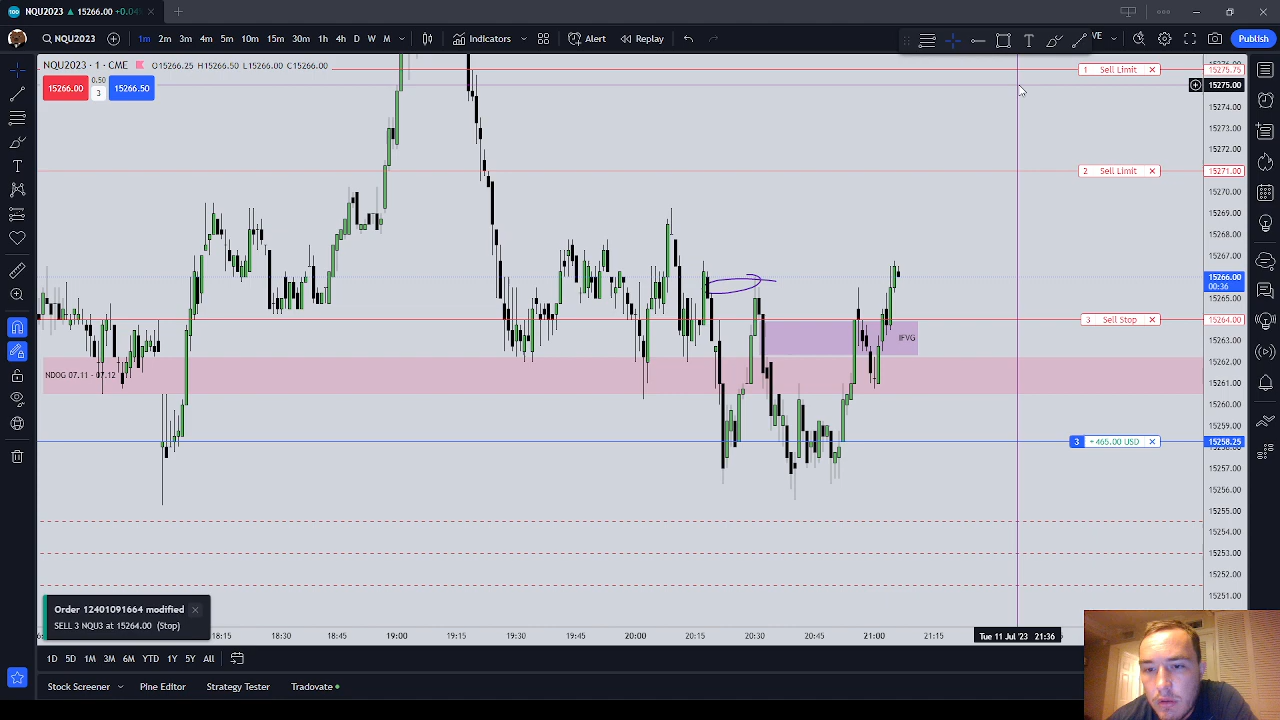 NQU2023 ▲ 15266.00 +0.04
NQU2023 1m 2m 3m 5m 10m 15m 30m 1h 4h D W M Indicators Alert Replay VE Publish
NQU2023 · 1 · CME O15266.25 H15266.50 L15266.00 C15266.00
15266.00 0.50 3 15266.50
1 Sell Limit 15275.75
15275.00
15274.00
15273.00
15272.00
2 Sell Limit 15271.00
15270.00
15269.00
15268.00
15267.00
15266.00
00:36
15265.00
3 Sell Stop 15264.00
IFVG 15263.00
15262.00
NDOG 07.11 - 07.12
15261.00
15260.00
15259.00
3 +465.00 USD 15258.25
15257.00
15256.00
15255.00
15254.00
15253.00
15252.00
15251.00
Order 12401091664 modified
SELL 3 NQU3 at 15264.00 (Stop)
18:15 18:30 18:45 19:00 19:15 19:30 19:45 20:00 20:15 20:30 20:45 21:00 21:15 Tue 11 Jul '23 21:36
1D 5D 1M 3M 6M YTD 1Y 5Y All
Stock Screener Pine Editor Strategy Tester Tradovate